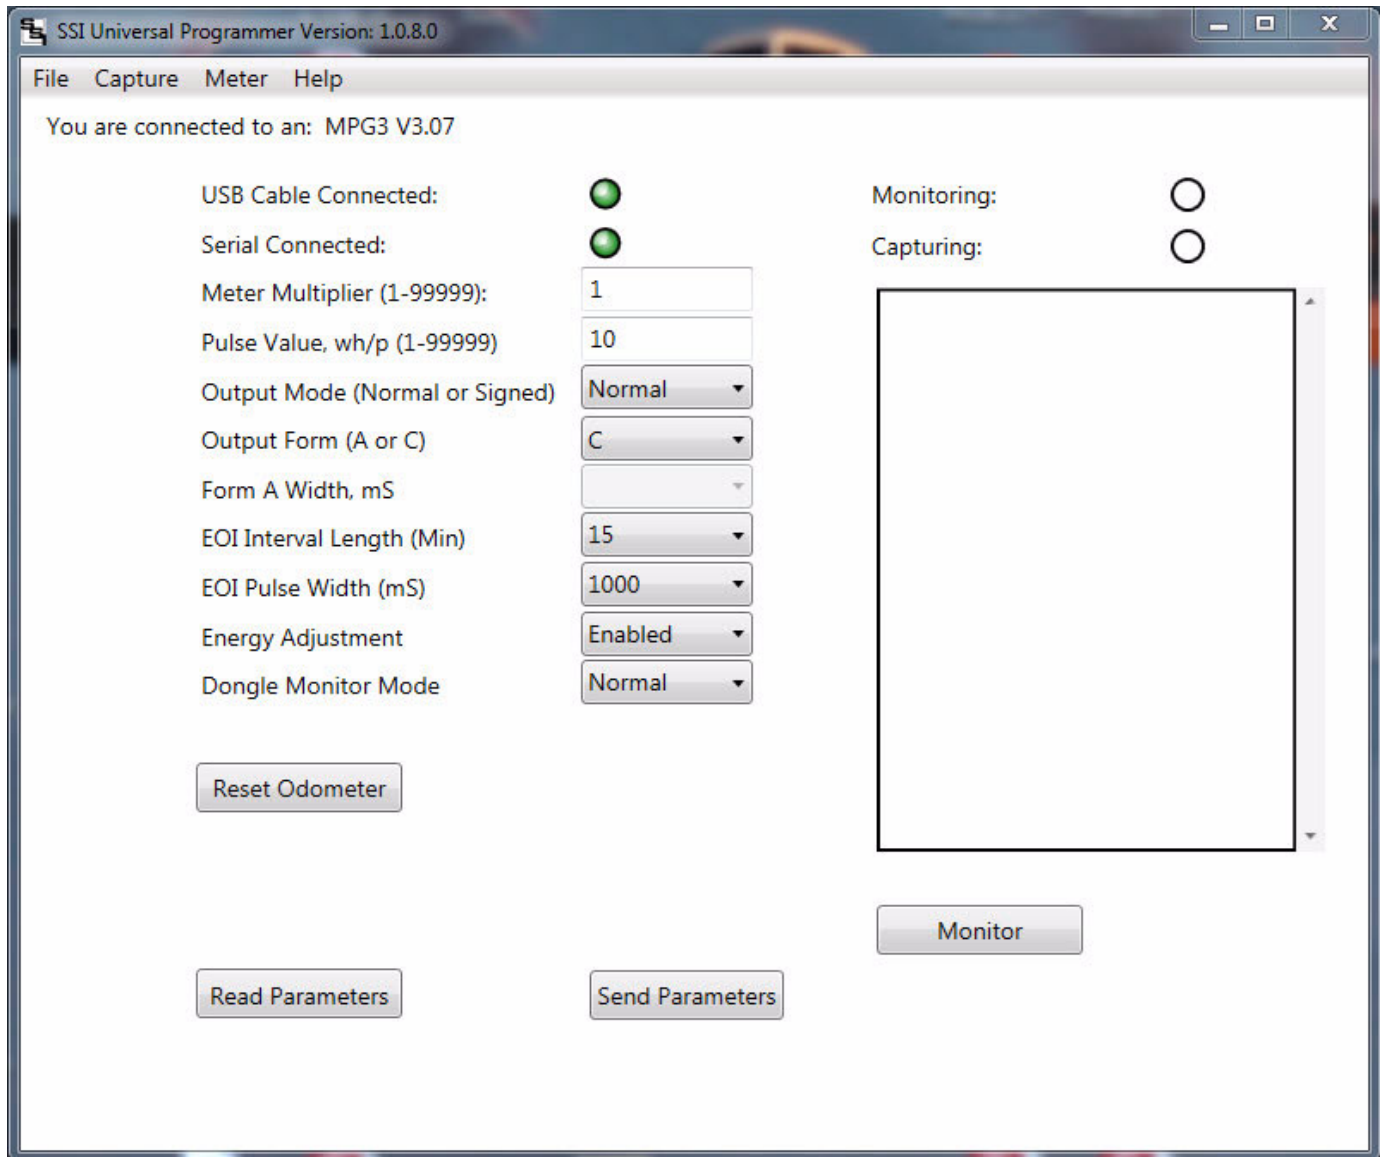 SSI Universal Programmer Version: 1.0.8.0
File Capture Meter Help
You are connected to an: MPG3 V3.07
USB Cable Connected:
Serial Connected:
Meter Multiplier (1-99999): 1
Pulse Value, wh/p (1-99999) 10
Output Mode (Normal or Signed) Normal
Output Form (A or C) C
Form A Width, mS
EOI Interval Length (Min) 15
EOI Pulse Width (mS) 1000
Energy Adjustment Enabled
Dongle Monitor Mode Normal
Reset Odometer
Read Parameters
Send Parameters
Monitoring:
Capturing:
Monitor